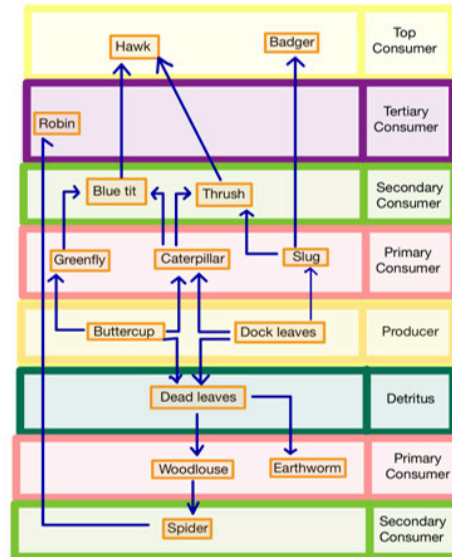 Hawk
Badger
Top
Consumer
Robin
Tertiary
Consumer
Blue tit
Thrush
Secondary
Consumer
Greenfly
Caterpillar
Slug
Primary
Consumer
Buttercup
Dock leaves
Producer
Dead leaves
Detritus
Woodlouse
Earthworm
Primary
Consumer
Spider
Secondary
Consumer